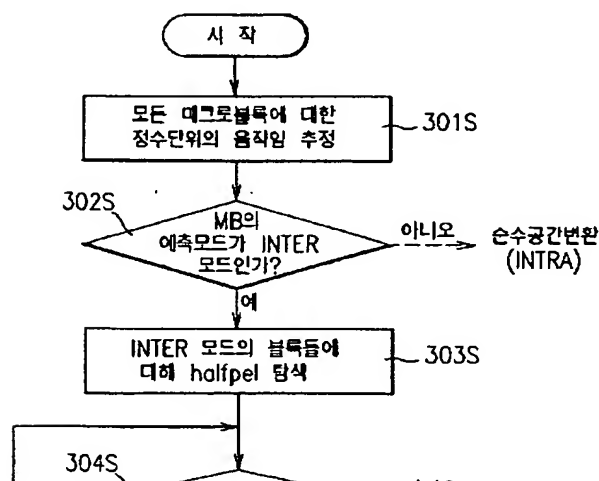 시 작
모든 매크로블록에 대한
정수단위의 움직임 추정
301S
302S
MB의
예측모드가 INTER
모드인가?
아니오
순수공간변환
(INTRA)
예
INTER 모드의 블록들에
대해 halfpel 탐색
303S
304S